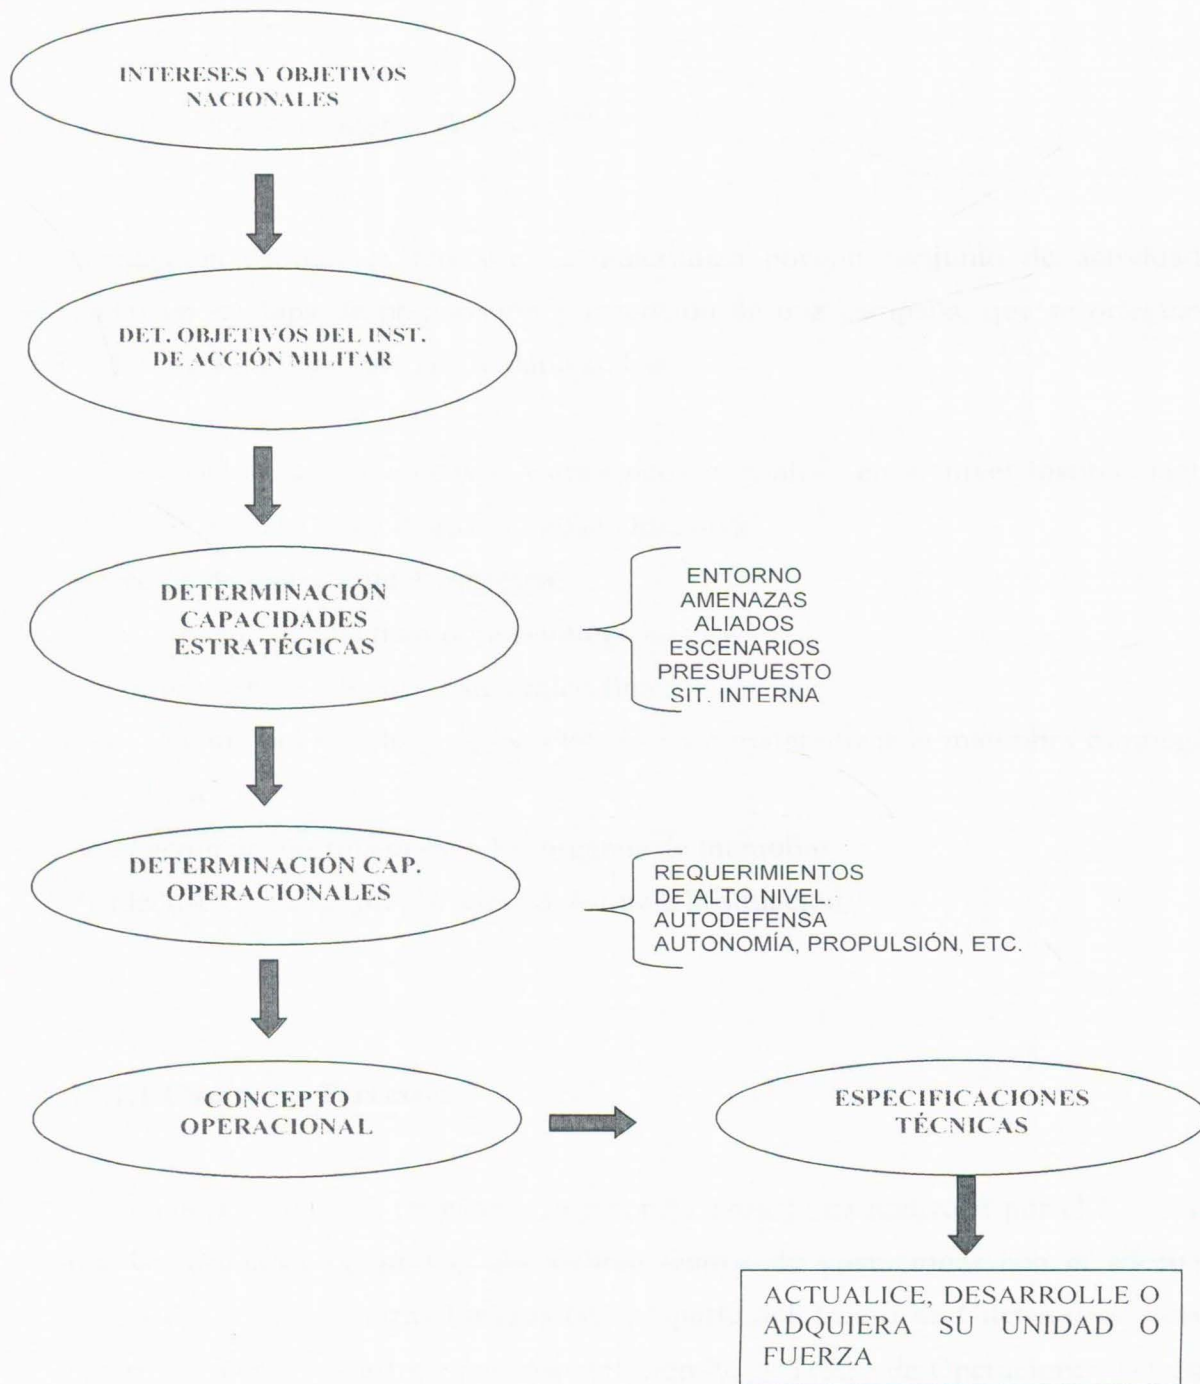 INTERESES Y OBJETIVOS
NACIONALES
DET. OBJETIVOS DEL INST.
DE ACCIÓN MILITAR
DETERMINACIÓN
CAPACIDADES
ESTRATÉGICAS
ENTORNO
AMENAZAS
ALIADOS
ESCENARIOS
PRESUPUESTO
SIT. INTERNA
DETERMINACIÓN CAP.
OPERACIONALES
REQUERIMIENTOS
DE ALTO NIVEL.
AUTODEFENSA
AUTONOMÍA, PROPULSIÓN, ETC.
CONCEPTO
OPERACIONAL
ESPECIFICACIONES
TÉCNICAS
ACTUALICE, DESARROLLE O
ADQUIERA SU UNIDAD O
FUERZA